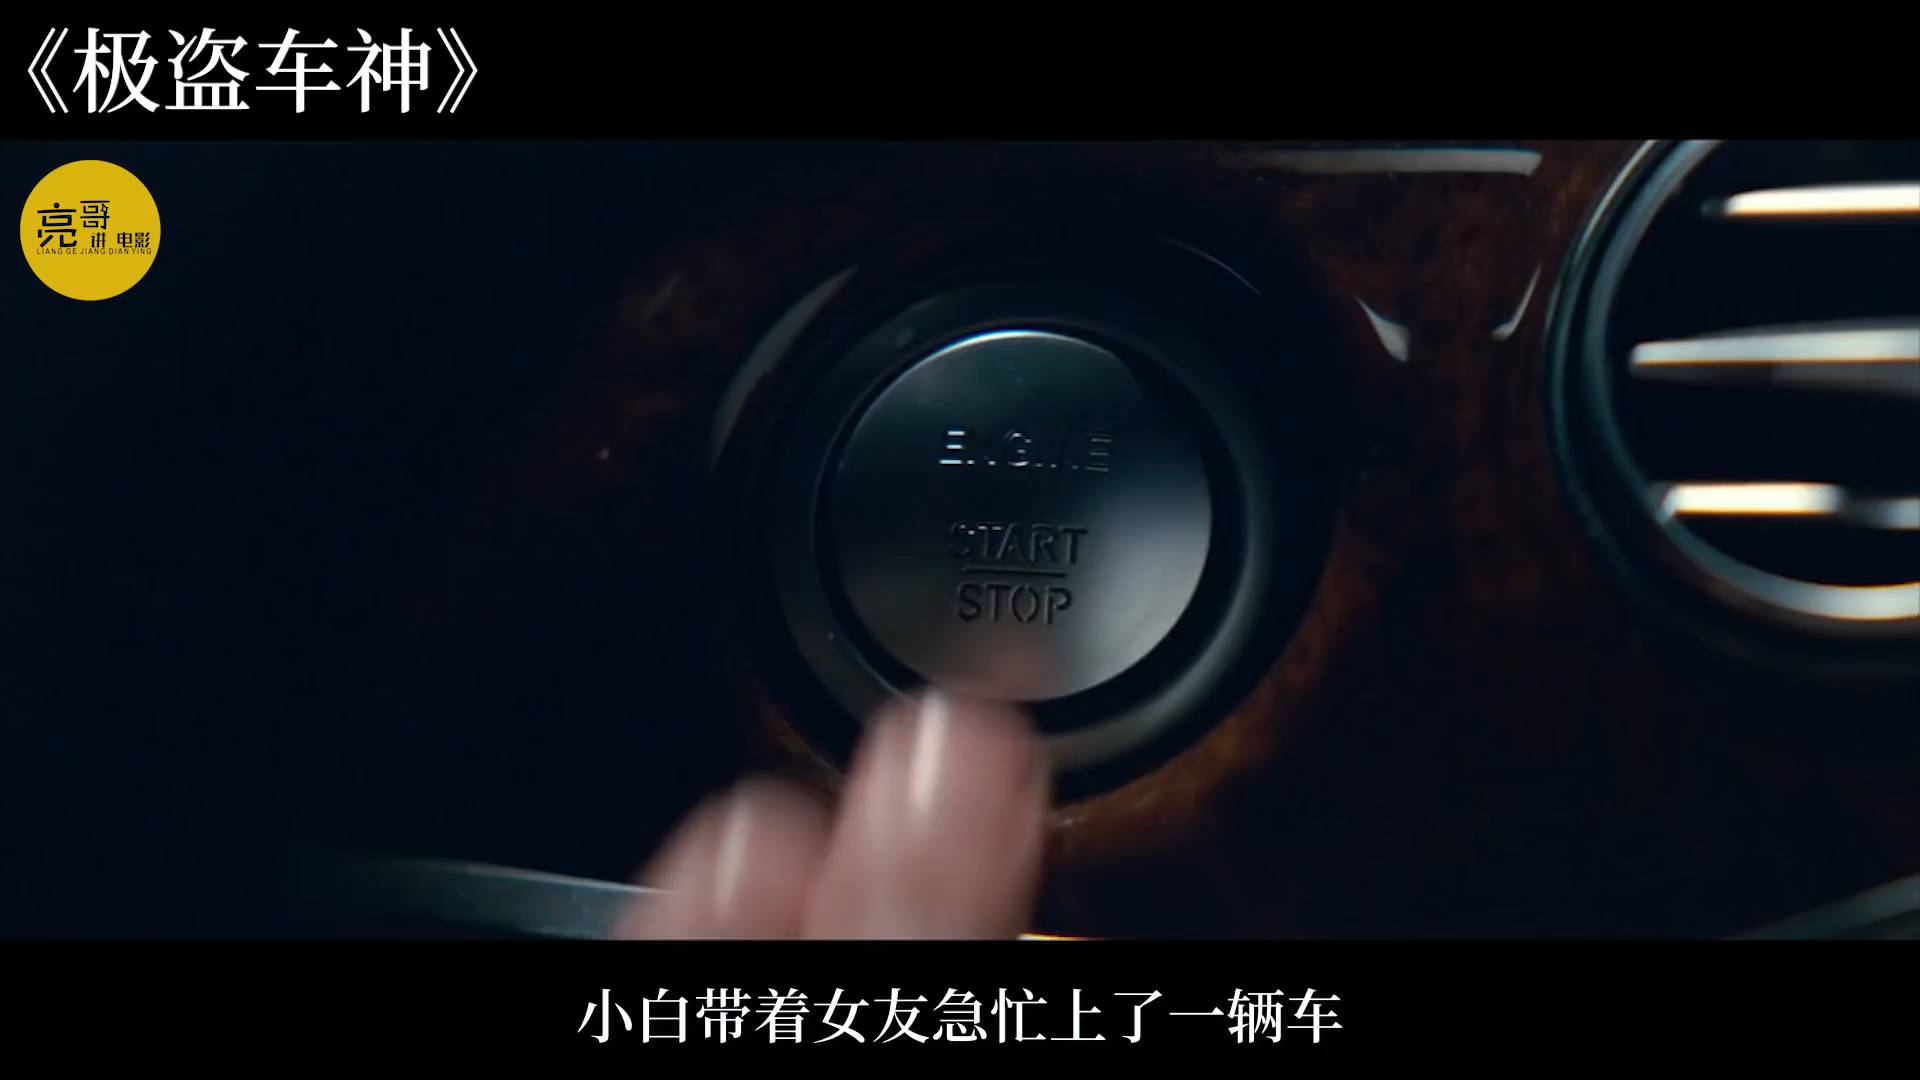 《极盗车神》
亮哥
讲 电影
LIANG GE JIANG DIAN YING
ENGINE
START
STOP
小白带着女友急忙上了一辆车